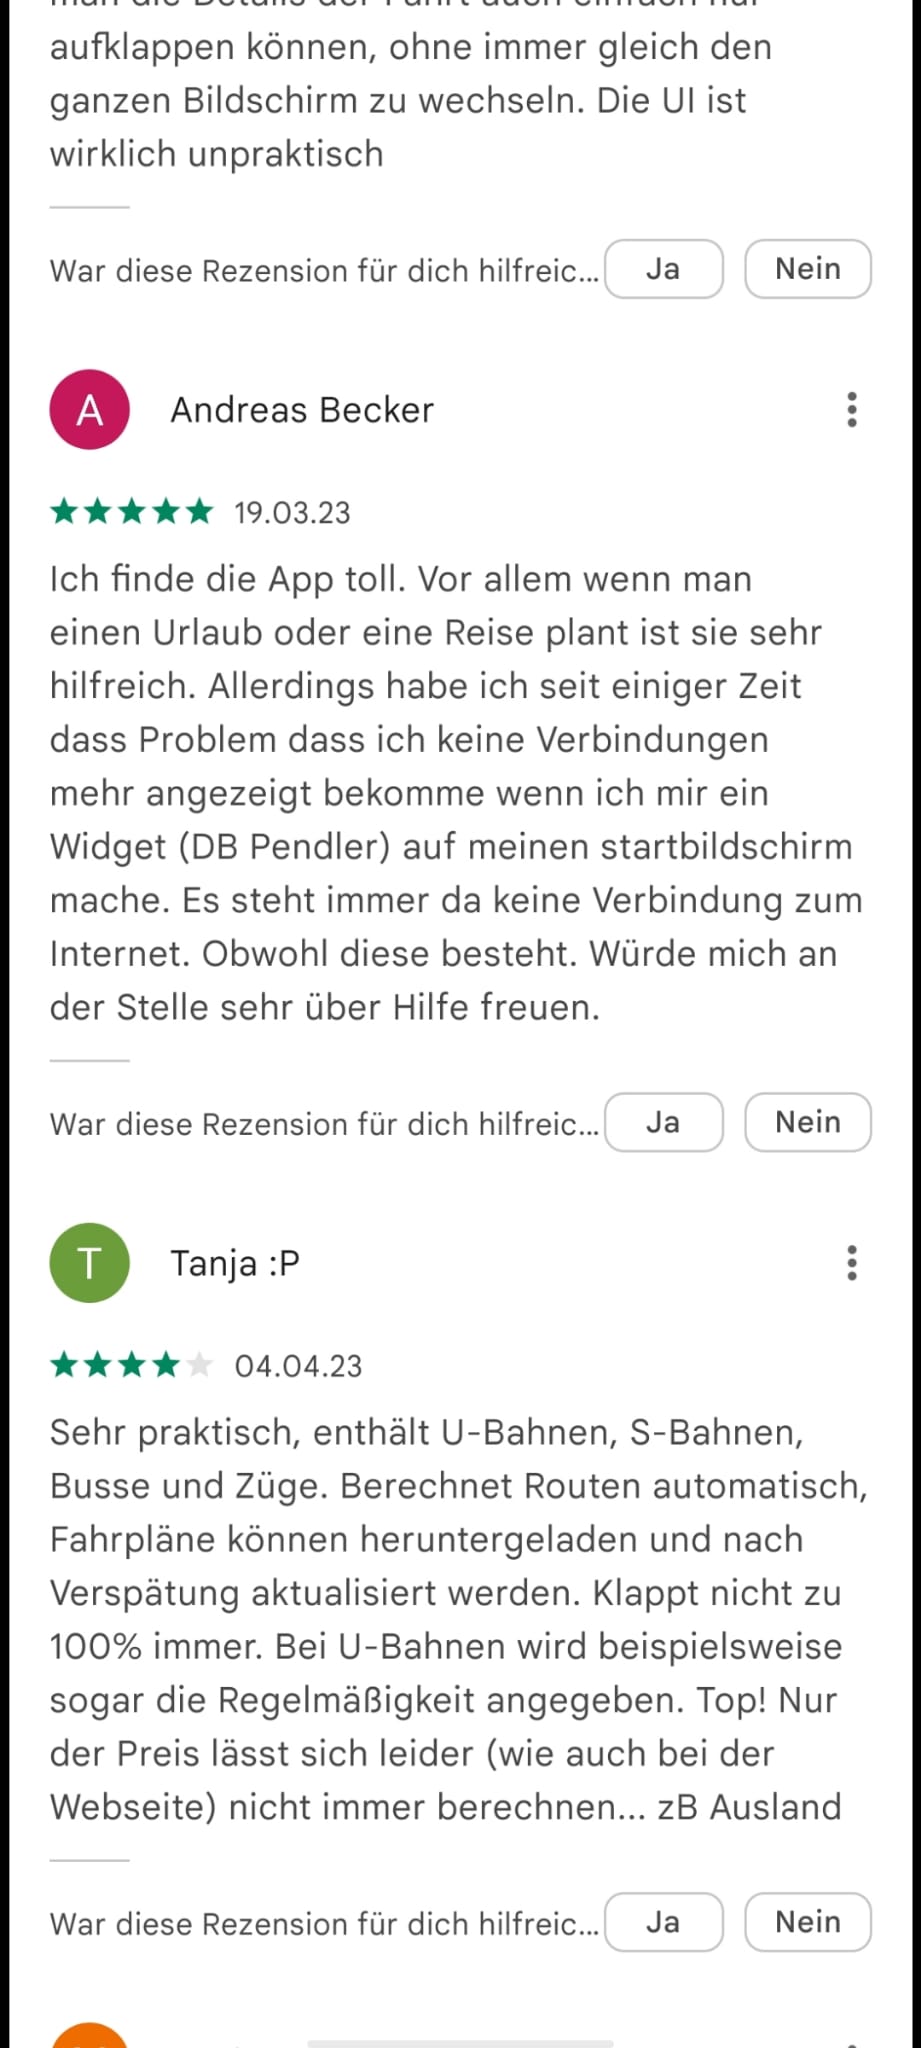 aufklappen können, ohne immer gleich den
ganzen Bildschirm zu wechseln. Die UI ist
wirklich unpraktisch
War diese Rezension für dich hilfreic...
Ja
Nein
A
Andreas Becker
19.03.23
Ich finde die App toll. Vor allem wenn man
einen Urlaub oder eine Reise plant ist sie sehr
hilfreich. Allerdings habe ich seit einiger Zeit
dass Problem dass ich keine Verbindungen
mehr angezeigt bekomme wenn ich mir ein
Widget (DB Pendler) auf meinen startbildschirm
mache. Es steht immer da keine Verbindung zum
Internet. Obwohl diese besteht. Würde mich an
der Stelle sehr über Hilfe freuen.
War diese Rezension für dich hilfreic...
Ja
Nein
T
Tanja :P
04.04.23
Sehr praktisch, enthält U-Bahnen, S-Bahnen,
Busse und Züge. Berechnet Routen automatisch,
Fahrpläne können heruntergeladen und nach
Verspätung aktualisiert werden. Klappt nicht zu
100% immer. Bei U-Bahnen wird beispielsweise
sogar die Regelmäßigkeit angegeben. Top! Nur
der Preis lässt sich leider (wie auch bei der
Webseite) nicht immer berechnen... zB Ausland
War diese Rezension für dich hilfreic...
Ja
Nein